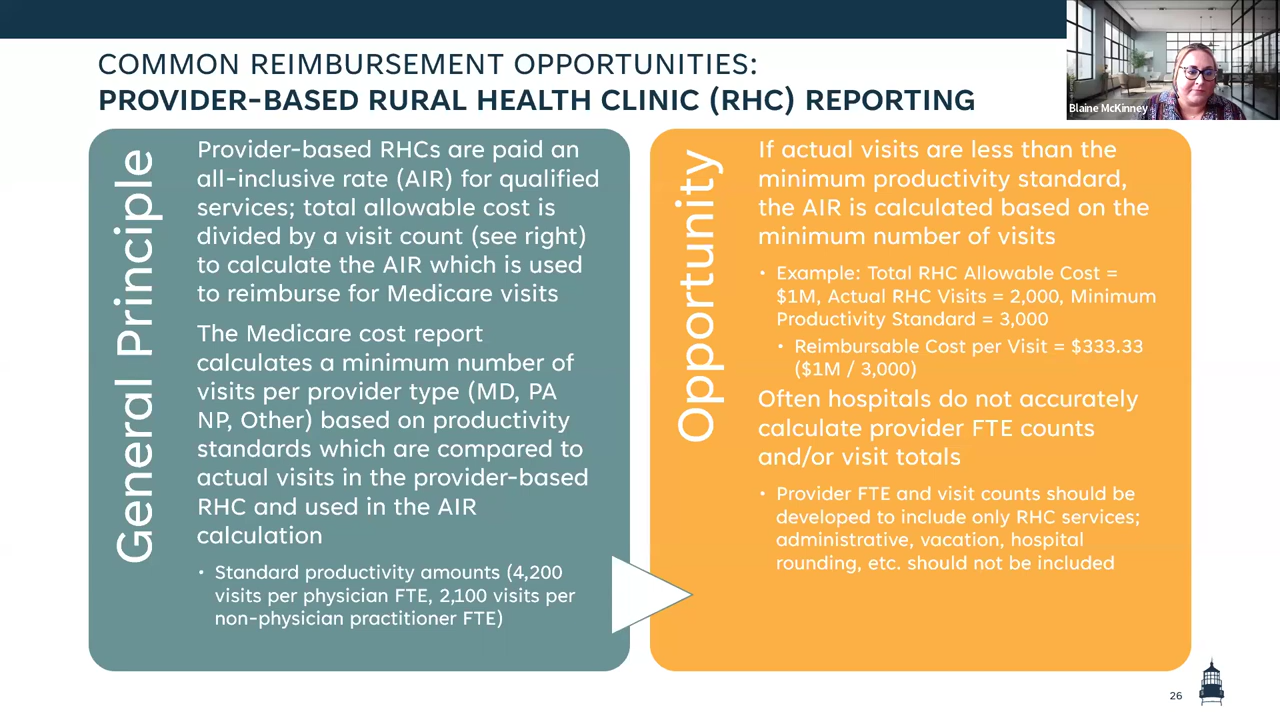 COMMON REIMBURSEMENT OPPORTUNITIES:
PROVIDER-BASED RURAL HEALTH CLINIC (RHC) REPORTING
Blaine McKinney
General Principle
Provider-based RHCs are paid an
all-inclusive rate (AIR) for qualified
services; total allowable cost is
divided by a visit count (see right)
to calculate the AIR which is used
to reimburse for Medicare visits
The Medicare cost report
calculates a minimum number of
visits per provider type (MD, PA
NP, Other) based on productivity
standards which are compared to
actual visits in the provider-based
RHC and used in the AIR
calculation
• Standard productivity amounts (4,200
visits per physician FTE, 2,100 visits per
non-physician practitioner FTE)
Opportunity
If actual visits are less than the
minimum productivity standard,
the AIR is calculated based on the
minimum number of visits
• Example: Total RHC Allowable Cost =
$1M, Actual RHC Visits = 2,000, Minimum
Productivity Standard = 3,000
• Reimbursable Cost per Visit = $333.33
($1M / 3,000)
Often hospitals do not accurately
calculate provider FTE counts
and/or visit totals
• Provider FTE and visit counts should be
developed to include only RHC services;
administrative, vacation, hospital
rounding, etc. should not be included
26